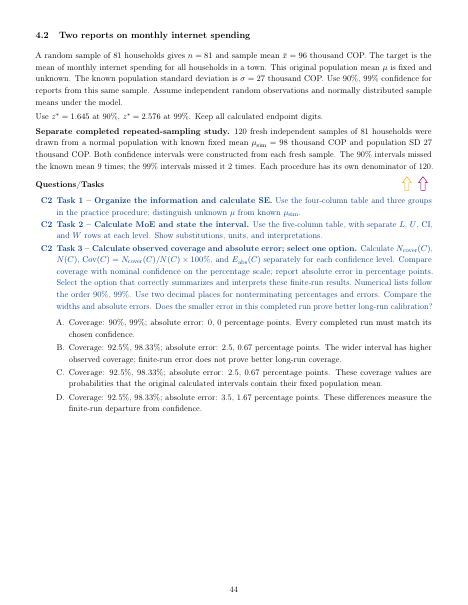 4.2 Two reports on monthly internet spending
A random sample of 81 households gives n = 81 and sample mean x̄ = 96 thousand COP. The target is the
mean of monthly internet spending for all households in a town. This original population mean μ is fixed and
unknown. The known population standard deviation is σ = 27 thousand COP. Use 90%, 99% confidence for
reports from this same sample. Assume independent random observations and normally distributed sample
means under the model.
Use z* = 1.645 at 90%, z* = 2.576 at 99%. Keep all calculated endpoint digits.
Separate completed repeated-sampling study. 120 fresh independent samples of 81 households were
drawn from a normal population with known fixed mean μsim = 98 thousand COP and population SD 27
thousand COP. Both confidence intervals were constructed from each fresh sample. The 90% intervals missed
the known mean 9 times; the 99% intervals missed it 2 times. Each procedure has its own denominator of 120.
Questions/Tasks
C2 Task 1 – Organize the information and calculate SE. Use the four-column table and three groups
in the practice procedure; distinguish unknown μ from known μsim.
C2 Task 2 – Calculate MoE and state the interval. Use the five-column table, with separate L, U, CI,
and W rows at each level. Show substitutions, units, and interpretations.
C2 Task 3 – Calculate observed coverage and absolute error; select one option. Calculate Ncover(C),
N(C), Cov(C) = Ncover(C)/N(C) × 100%, and Eabs(C) separately for each confidence level. Compare
coverage with nominal confidence on the percentage scale; report absolute error in percentage points.
Select the option that correctly summarizes and interprets these finite-run results. Numerical lists follow
the order 90%, 99%. Use two decimal places for nonterminating percentages and errors. Compare the
widths and absolute errors. Does the smaller error in this completed run prove better long-run calibration?
A. Coverage: 90%, 99%; absolute error: 0, 0 percentage points. Every completed run must match its
chosen confidence.
B. Coverage: 92.5%, 98.33%; absolute error: 2.5, 0.67 percentage points. The wider interval has higher
observed coverage; finite-run error does not prove better long-run coverage.
C. Coverage: 92.5%, 98.33%; absolute error: 2.5, 0.67 percentage points. These coverage values are
probabilities that the original calculated intervals contain their fixed population mean.
D. Coverage: 92.5%, 98.33%; absolute error: 3.5, 1.67 percentage points. These differences measure the
finite-run departure from confidence.
44